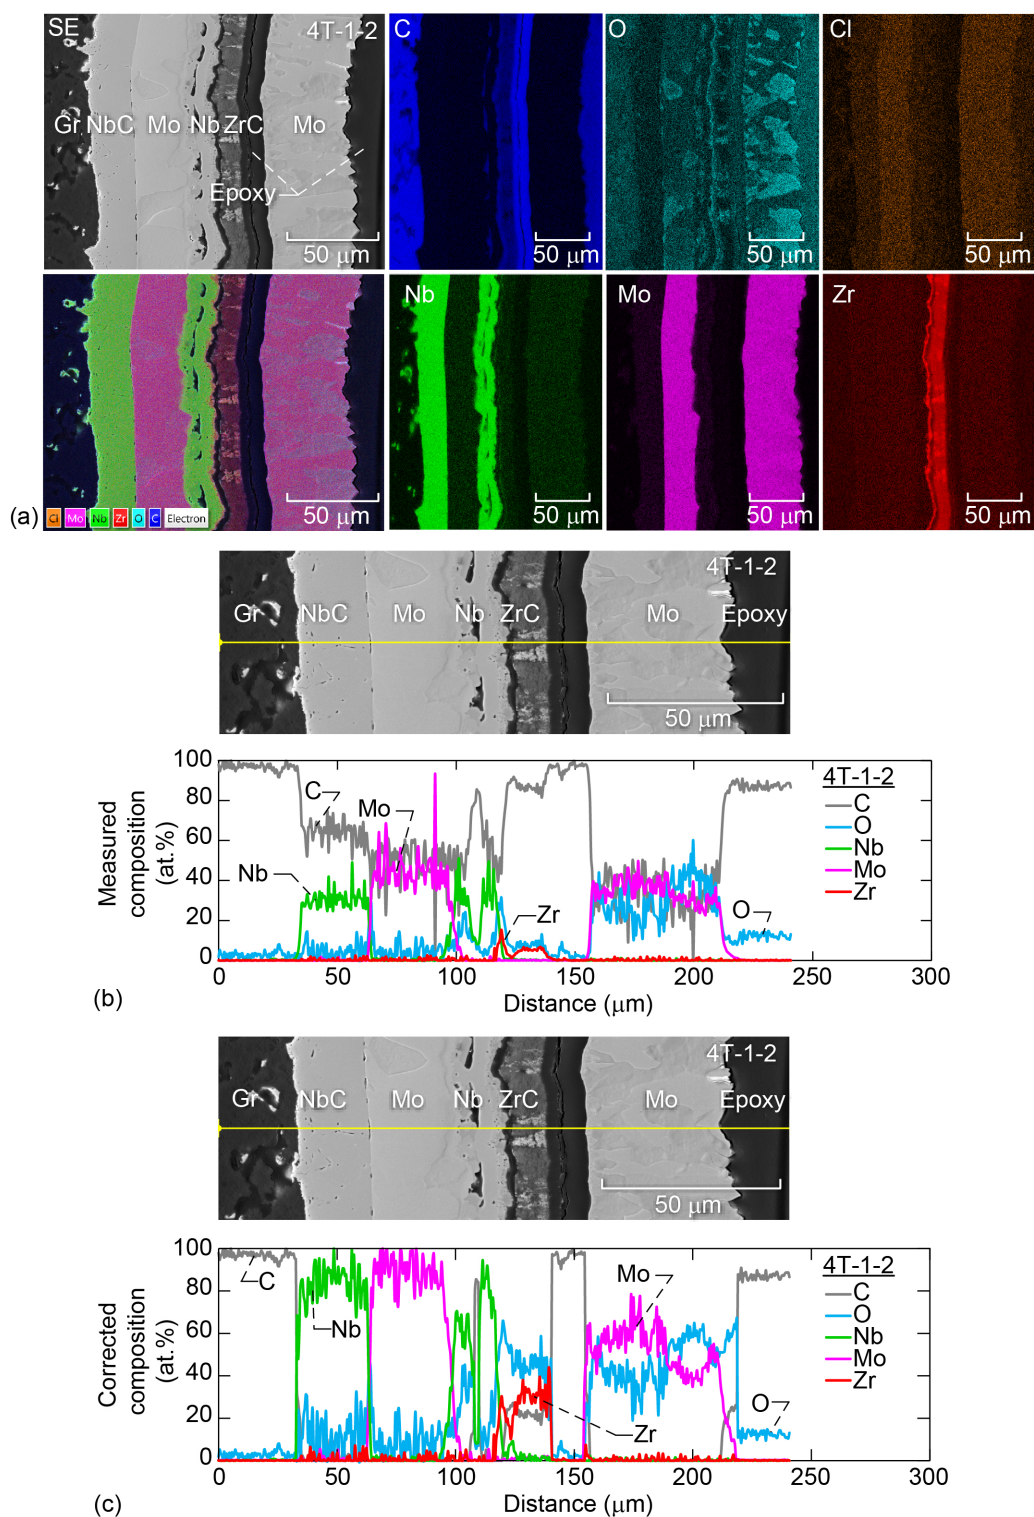 SE
4T-1-2
C
O
Cl
Gr NbC Mo Nb ZrC Mo
Epoxy
50 μm
50 μm
50 μm
50 μm
Nb
Mo
Zr
(a)
Cl Mo Nb Zr O C Electron
50 μm
50 μm
50 μm
50 μm
4T-1-2
Gr NbC Mo Nb ZrC Mo Epoxy
50 μm
Measured composition (at.%)
100
80
60
40
20
0
C
Mo
Nb
Zr
O
4T-1-2
C
O
Nb
Mo
Zr
0 50 100 150 200 250 300
Distance (μm)
(b)
4T-1-2
Gr NbC Mo Nb ZrC Mo Epoxy
50 μm
Corrected composition (at.%)
100
80
60
40
20
0
C
Nb
Mo
Zr
O
4T-1-2
C
O
Nb
Mo
Zr
0 50 100 150 200 250 300
Distance (μm)
(c)